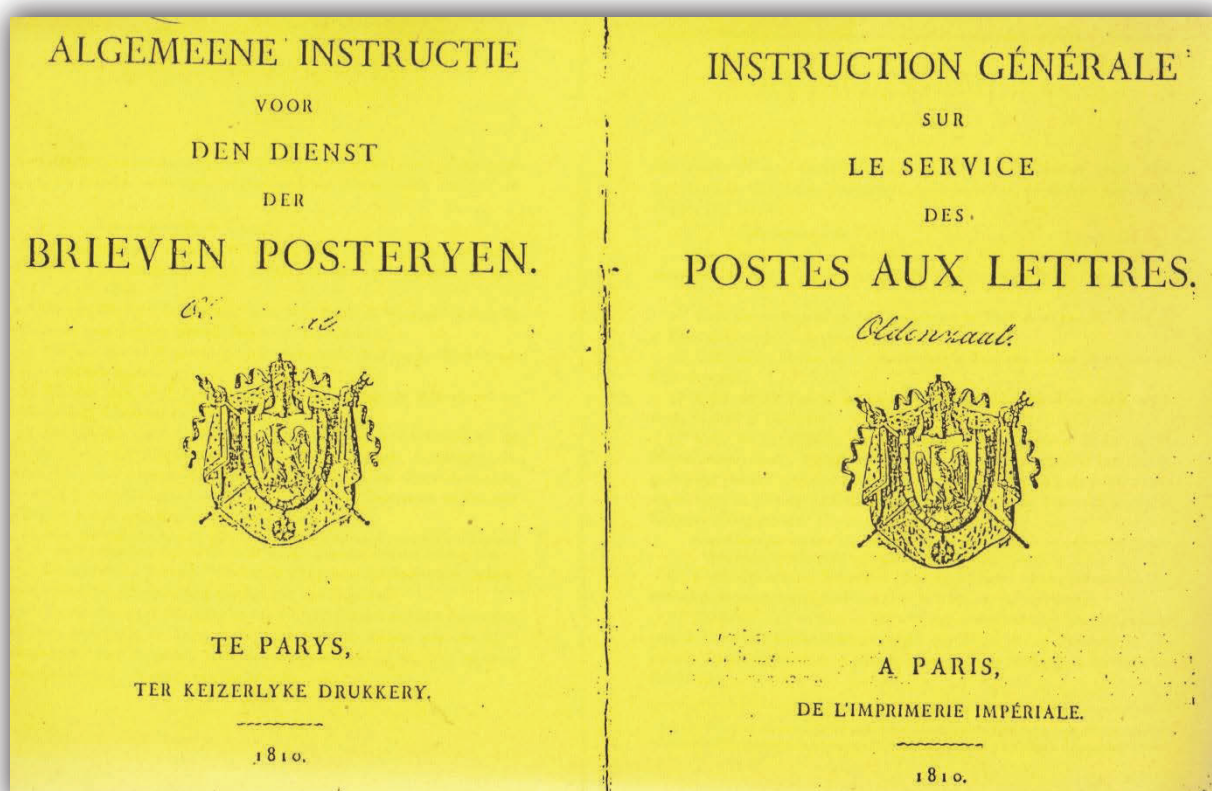 ALGEMEENE INSTRUCTIE
VOOR
DEN DIENST
DER
BRIEVEN POSTERYEN.
TE PARYS,
TER KEIZERLYKE DRUKKERY.
1810.
INSTRUCTION GÉNÉRALE
SUR
LE SERVICE
DES
POSTES AUX LETTRES.
Oldenzaal.
A PARIS,
DE L'IMPRIMERIE IMPÉRIALE.
1810.